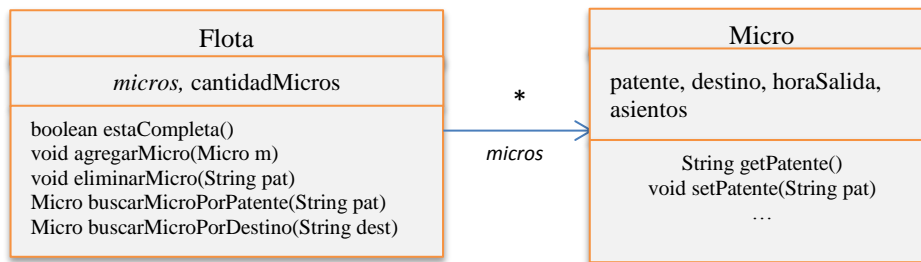 Flota
micros, cantidadMicros
boolean estaCompleta()
void agregarMicro(Micro m)
void eliminarMicro(String pat)
Micro buscarMicroPorPatente(String pat)
Micro buscarMicroPorDestino(String dest)
*
micros
Micro
patente, destino, horaSalida,
asientos
String getPatente()
void setPatente(String pat)
…